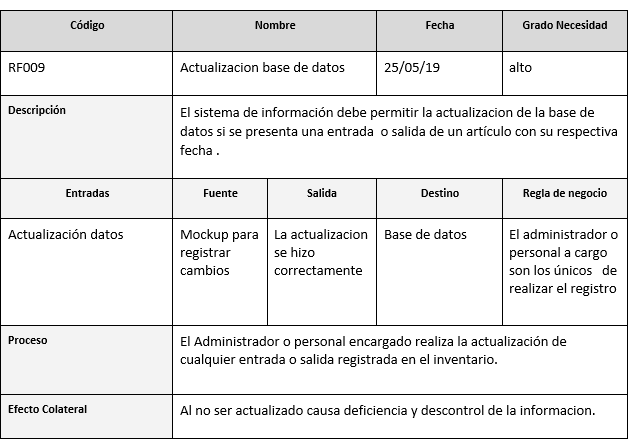 Código Nombre Fecha Grado Necesidad
RF009 Actualizacion base de datos 25/05/19 alto
Descripción
El sistema de información debe permitir la actualizacion de la base de
datos si se presenta una entrada o salida de un artículo con su respectiva
fecha .
Entradas Fuente Salida Destino Regla de negocio
Actualización datos
Mockup para
registrar
cambios
La actualizacion
se hizo
correctamente
Base de datos
El administrador o
personal a cargo
son los únicos de
realizar el registro
Proceso
El Administrador o personal encargado realiza la actualización de
cualquier entrada o salida registrada en el inventario.
Efecto Colateral
Al no ser actualizado causa deficiencia y descontrol de la informacion.